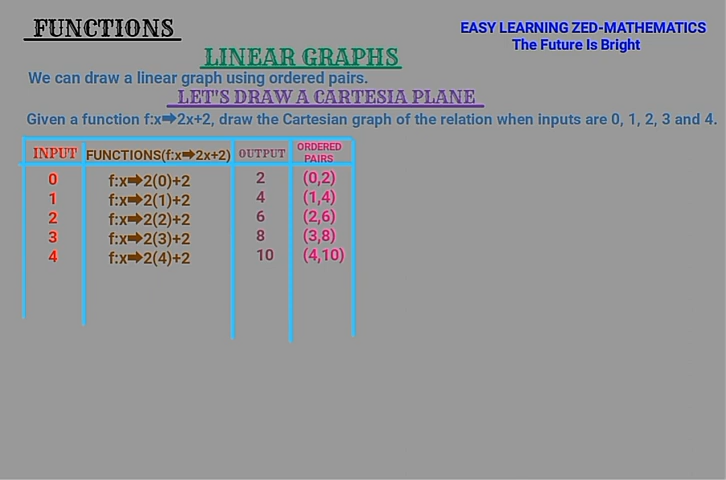 FUNCTIONS
EASY LEARNING ZED-MATHEMATICS
The Future Is Bright
LINEAR GRAPHS
We can draw a linear graph using ordered pairs.
LET'S DRAW A CARTESIA PLANE
Given a function f:x➡2x+2, draw the Cartesian graph of the relation when inputs are 0, 1, 2, 3 and 4.
INPUT FUNCTIONS(f:x➡2x+2) OUTPUT ORDERED PAIRS
0 f:x➡2(0)+2 2 (0,2)
1 f:x➡2(1)+2 4 (1,4)
2 f:x➡2(2)+2 6 (2,6)
3 f:x➡2(3)+2 8 (3,8)
4 f:x➡2(4)+2 10 (4,10)